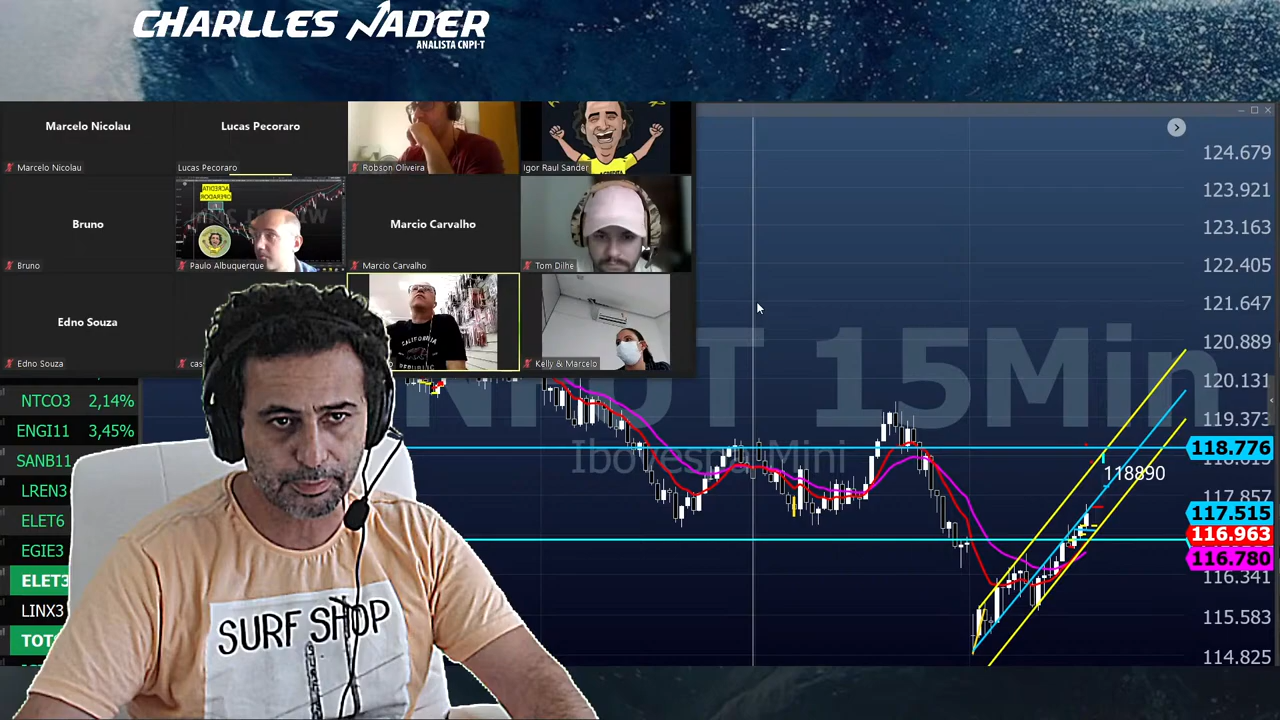 CHARLLES NADER
ANALISTA CNPI-T
Marcelo Nicolau
Lucas Pecoraro
Marcelo Nicolau
Lucas Pecoraro
Robson Oliveira
Igor Raul Sander
Bruno
Marcio Carvalho
Bruno
Paulo Albuquerque
Marcio Carvalho
Tom Dilhe
Edno Souza
CALIFORNIA
REPUBLIC
Edno Souza
Kelly & Marcelo
NTCO3 2,14%
ENGI11 3,45%
SANB11
LREN3
ELET6
EGIE3
ELET3
LINX3
SURF SHOP
15Min
Mini
118890
124.679
123.921
123.163
122.405
121.647
120.889
120.131
119.373
118.776
117.857
117.515
116.963
116.780
116.341
115.583
114.825